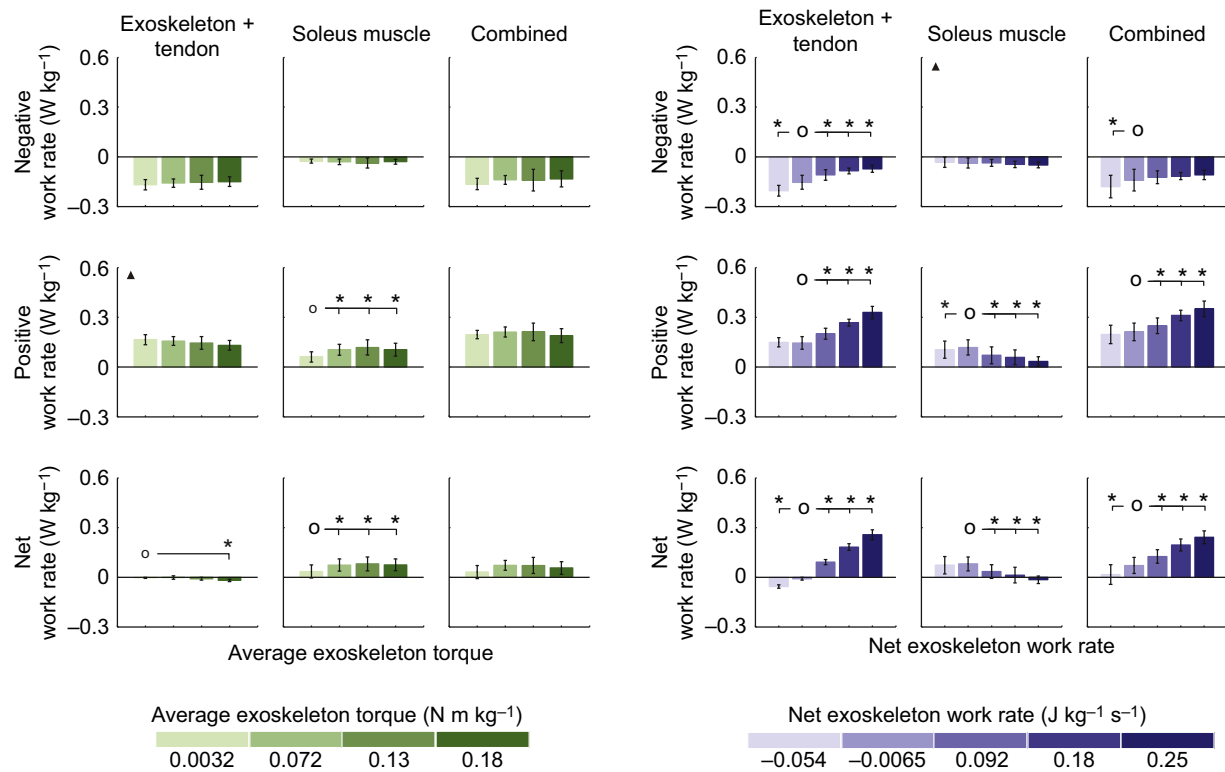 Exoskeleton +
tendon
Soleus muscle
Combined
Negative
work rate (W kg⁻¹)
0.6
0.3
0
–0.3
Positive
work rate (W kg⁻¹)
0.6
0.3
0
–0.3
o * * *
Net
work rate (W kg⁻¹)
0.6
0.3
0
–0.3
o *
o * * *
Average exoskeleton torque
Average exoskeleton torque (N m kg⁻¹)
0.0032 0.072 0.13 0.18
Exoskeleton +
tendon
Soleus muscle
Combined
Negative
work rate (W kg⁻¹)
0.6
0.3
0
–0.3
* o * * *
* o
Positive
work rate (W kg⁻¹)
0.6
0.3
0
–0.3
o * * *
* o * * *
o * * *
Net
work rate (W kg⁻¹)
0.6
0.3
0
–0.3
* o * * *
o * * *
* o * * *
Net exoskeleton work rate
Net exoskeleton work rate (J kg⁻¹ s⁻¹)
–0.054 –0.0065 0.092 0.18 0.25